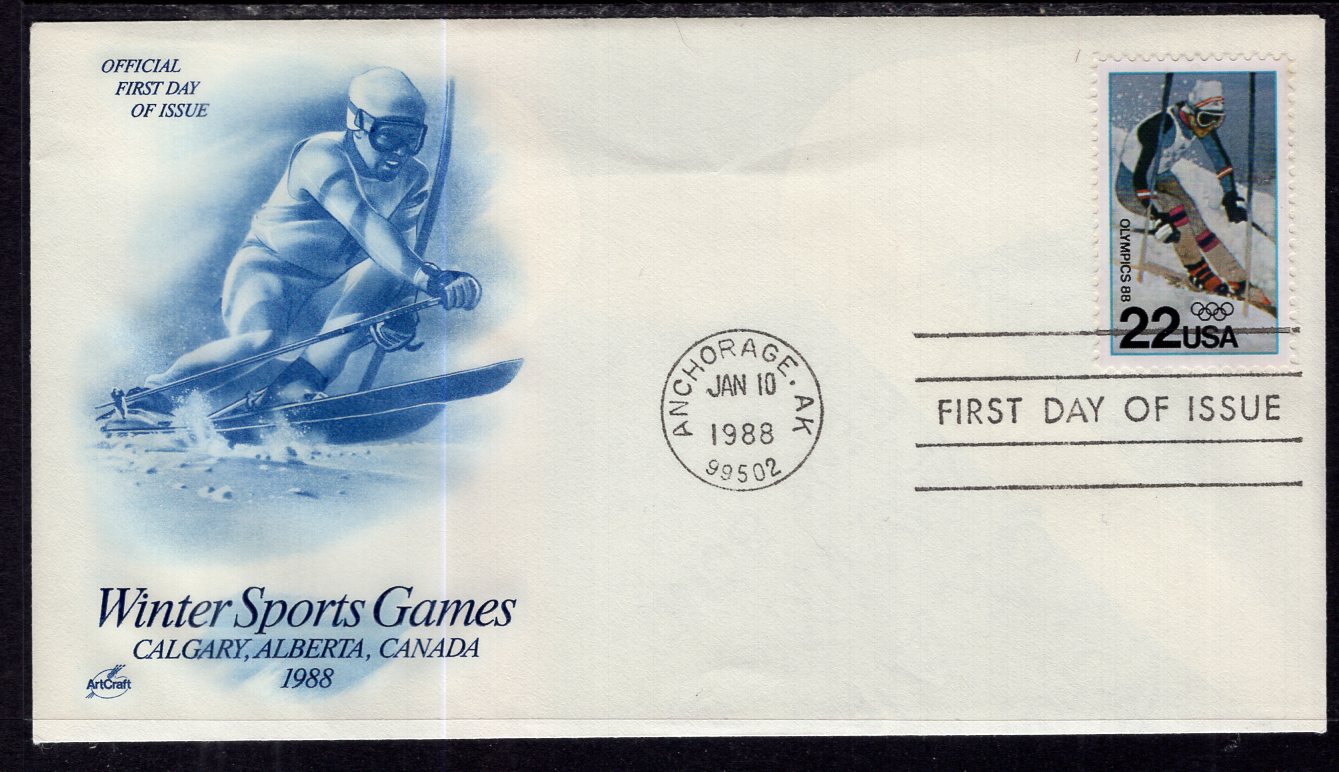 OFFICIAL
FIRST DAY
OF ISSUE
OLYMPICS 88
22USA
ANCHORAGE, AK
JAN 10
1988
99502
FIRST DAY OF ISSUE
Winter Sports Games
CALGARY, ALBERTA, CANADA
1988
ArtCraft